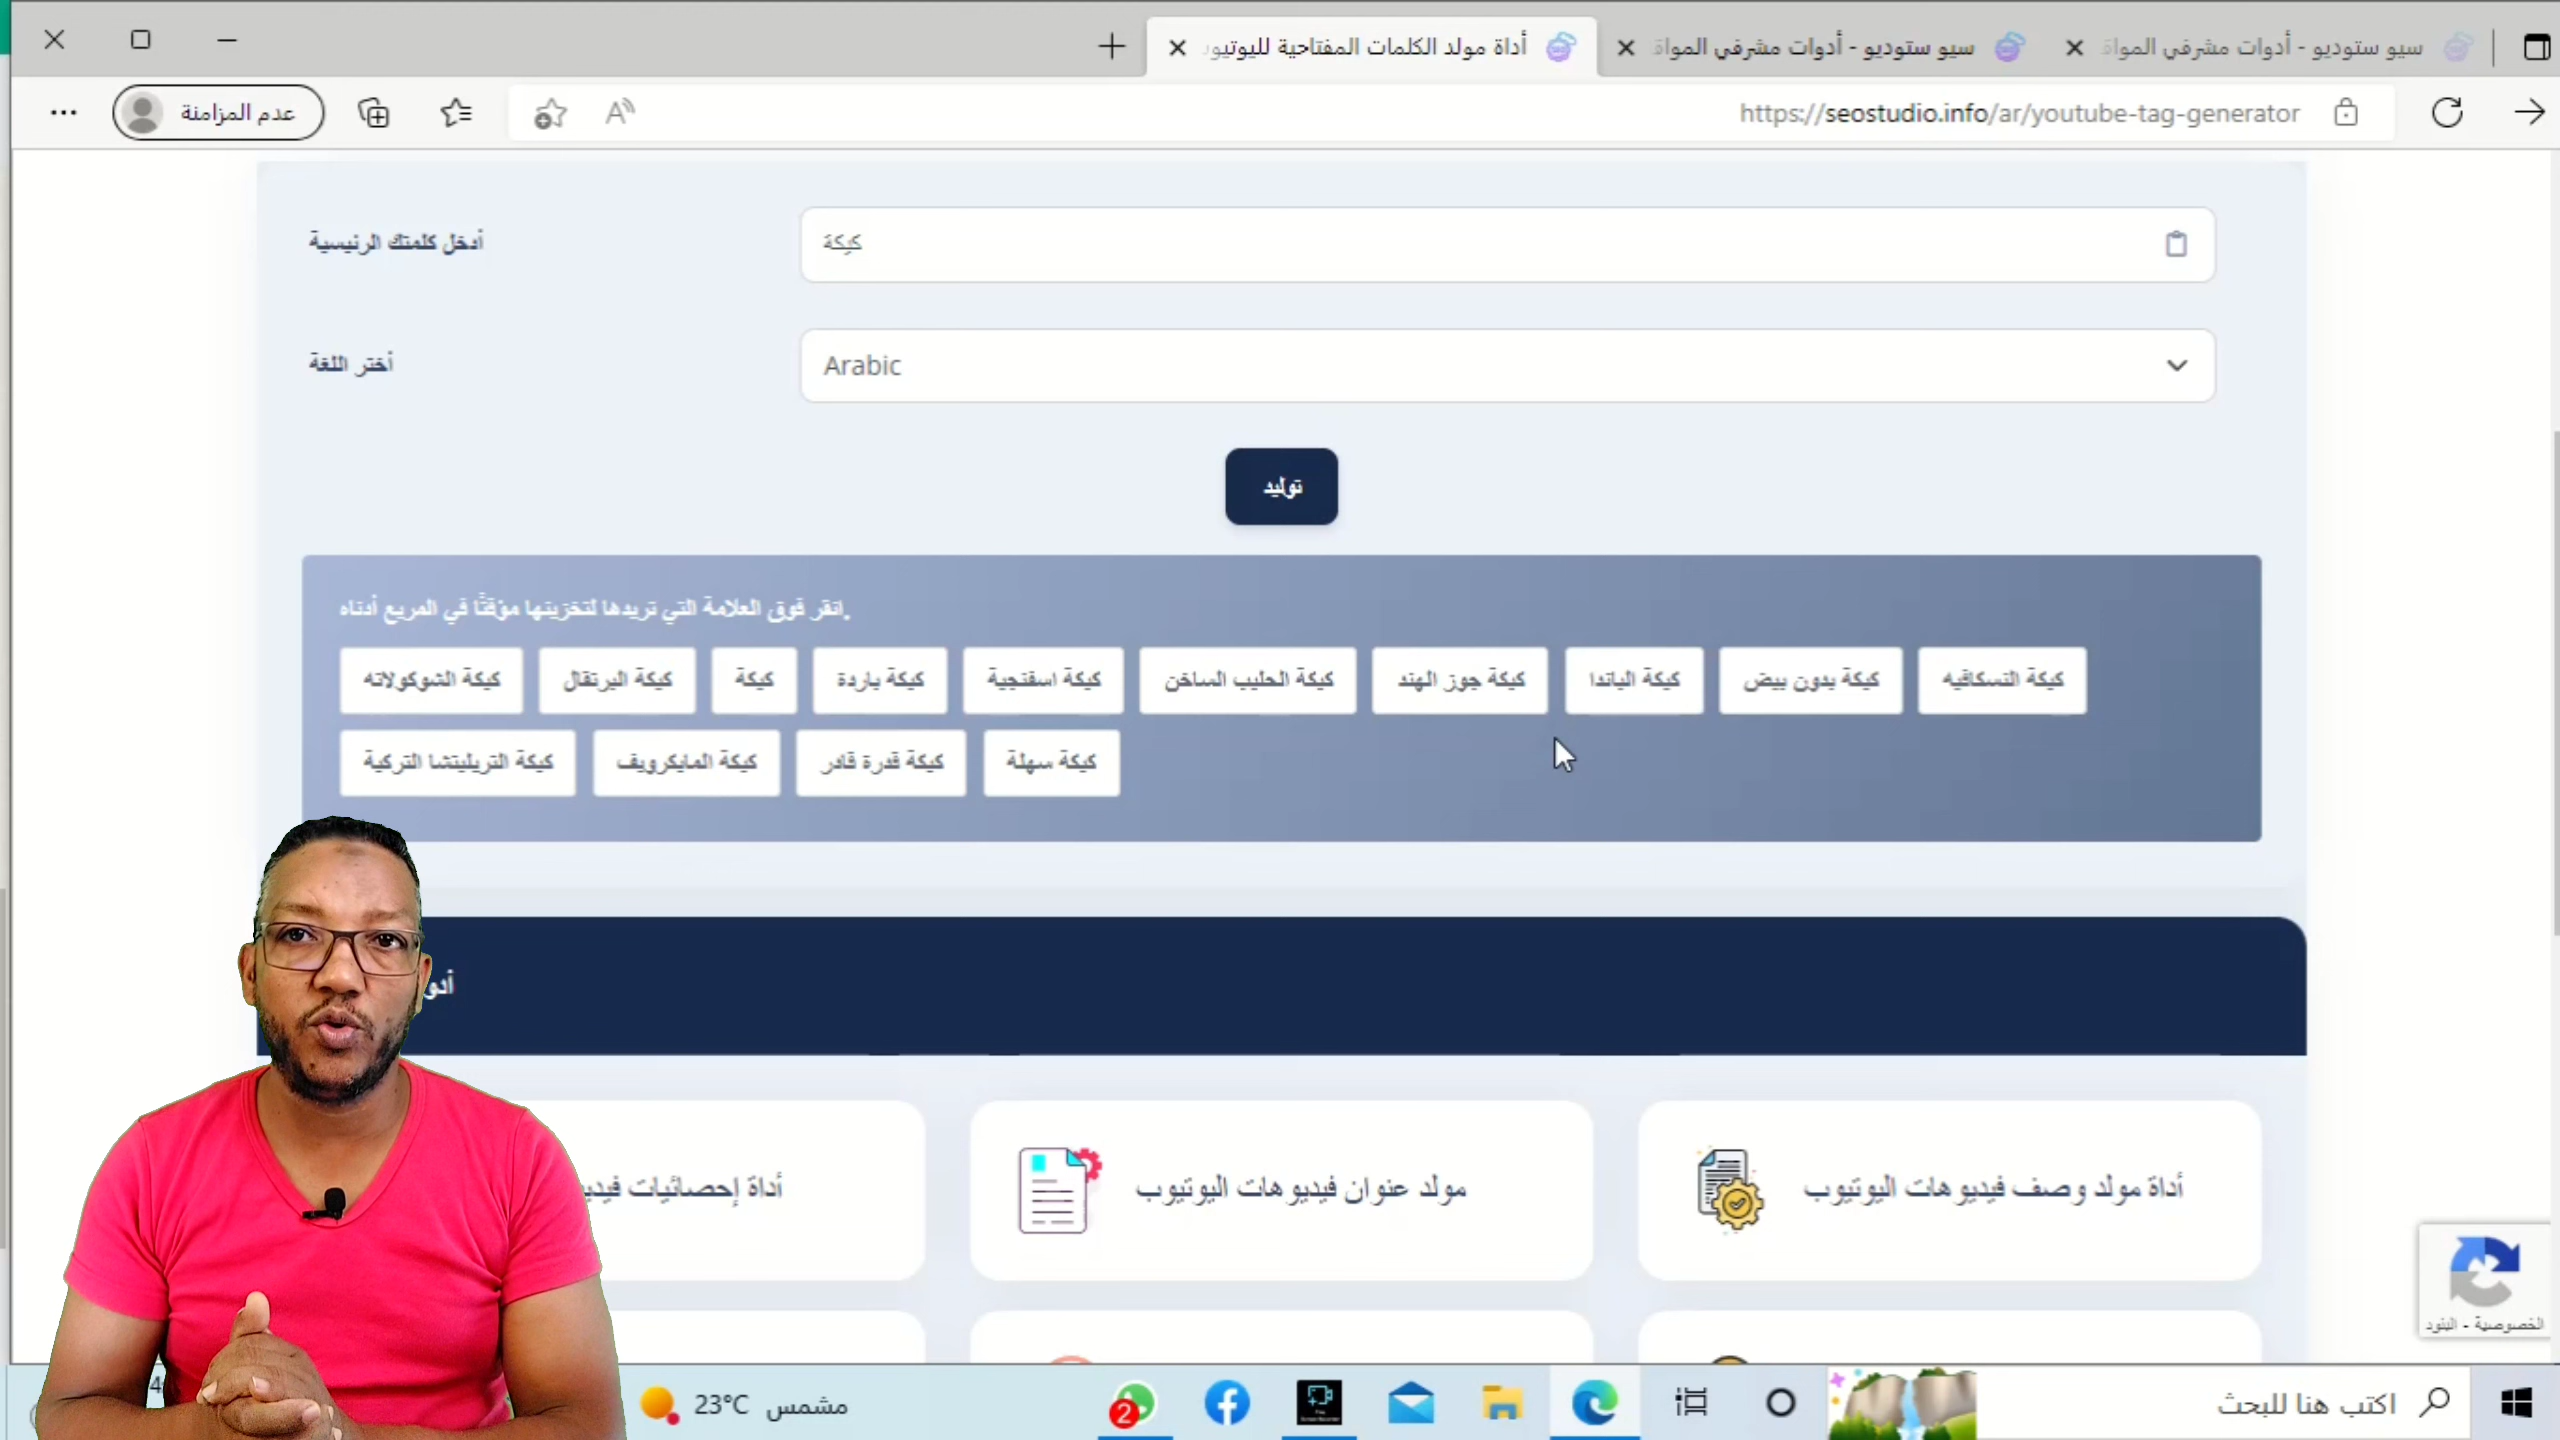 سيو ستوديو - أدوات مشرفي المواق
سيو ستوديو - أدوات مشرفي المواق
أداة مولد الكلمات المفتاحية لليوتيوب
https://seostudio.info/ar/youtube-tag-generator
عدم المزامنة
أدخل كلمتك الرئيسية
كيكة
أختر اللغة
Arabic
توليد
انقر فوق العلامة التي تريدها لتخزينها مؤقتًا في المربع أدناه.
كيكة الشوكولاته
كيكة البرتقال
كيكة
كيكة باردة
كيكة اسفنجية
كيكة الحليب الساخن
كيكة جوز الهند
كيكة الباندا
كيكة بدون بيض
كيكة النسكافيه
كيكة التريليتشا التركية
كيكة المايكرويف
كيكة قدرة قادر
كيكة سهلة
أدو
أداة مولد وصف فيديوهات اليوتيوب
مولد عنوان فيديوهات اليوتيوب
أداة إحصائيات فيدي
الخصوصية - البنود
اكتب هنا للبحث
2
23°C مشمس